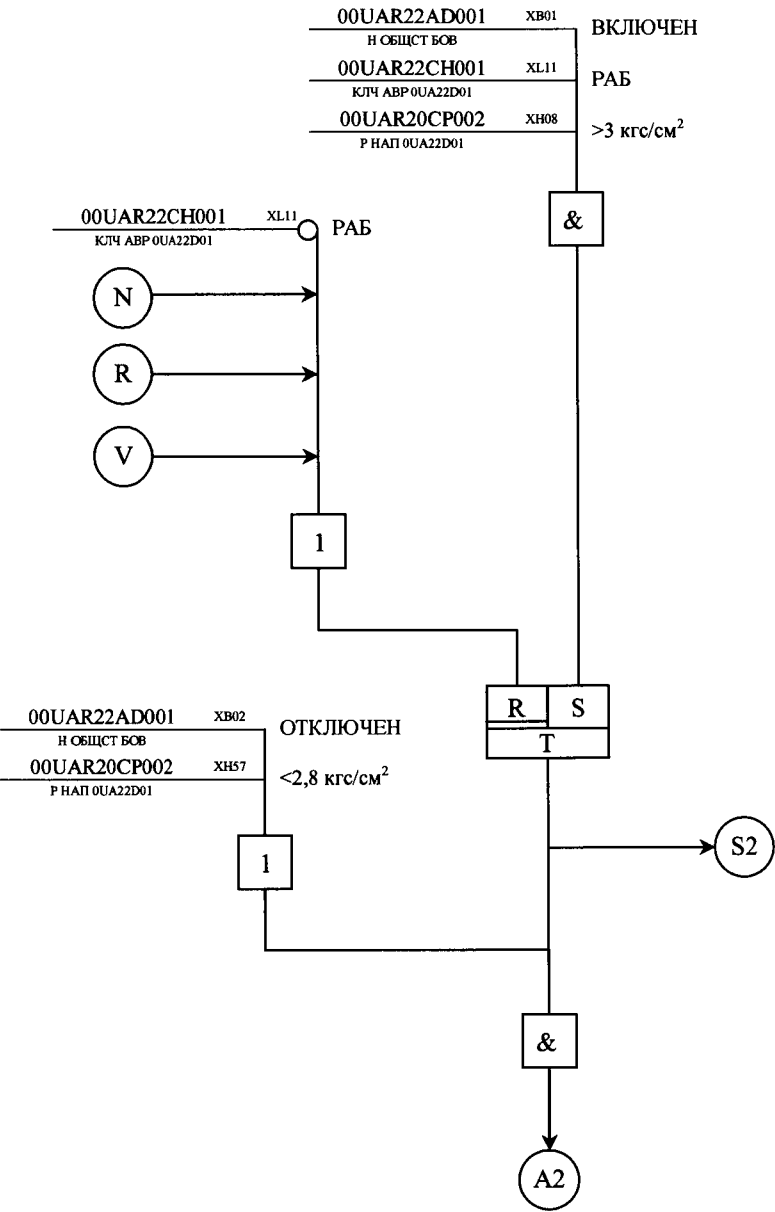 00UAR22AD001 XB01 ВКЛЮЧЕН
Н ОБЩСТ БОВ
00UAR22CH001 XL11 РАБ
КЛЧ АВР 0UA22D01
00UAR20CP002 XH08 >3 кгс/см²
Р НАП 0UA22D01
&
00UAR22CH001 XL11 РАБ
КЛЧ АВР 0UA22D01
N
R
V
1
R S
T
00UAR22AD001 XB02 ОТКЛЮЧЕН
Н ОБЩСТ БОВ
00UAR20CP002 XH57 <2,8 кгс/см²
Р НАП 0UA22D01
1
S2
&
A2